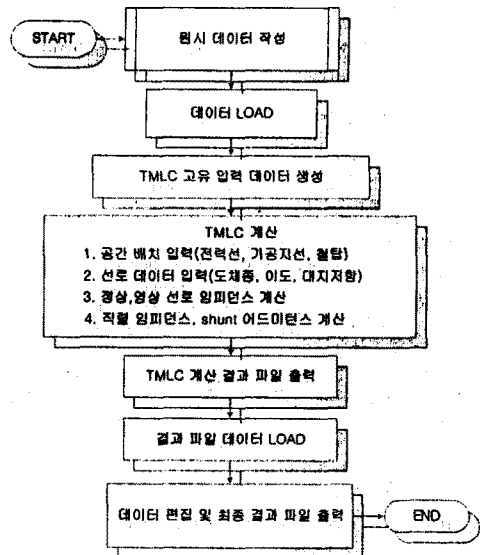 START
원시 데이터 작성
데이터 LOAD
TMLC 고유 입력 데이터 생성
TMLC 계산
1. 공간 배치 입력(전력선, 가공지선, 철탑)
2. 선로 데이터 입력(도체종, 이도, 대지저항)
3. 정상,영상 선로 임피던스 계산
4. 직렬 임피던스, shunt 어드미턴스 계산
TMLC 계산 결과 파일 출력
결과 파일 데이터 LOAD
데이터 편집 및 최종 결과 파일 출력
END